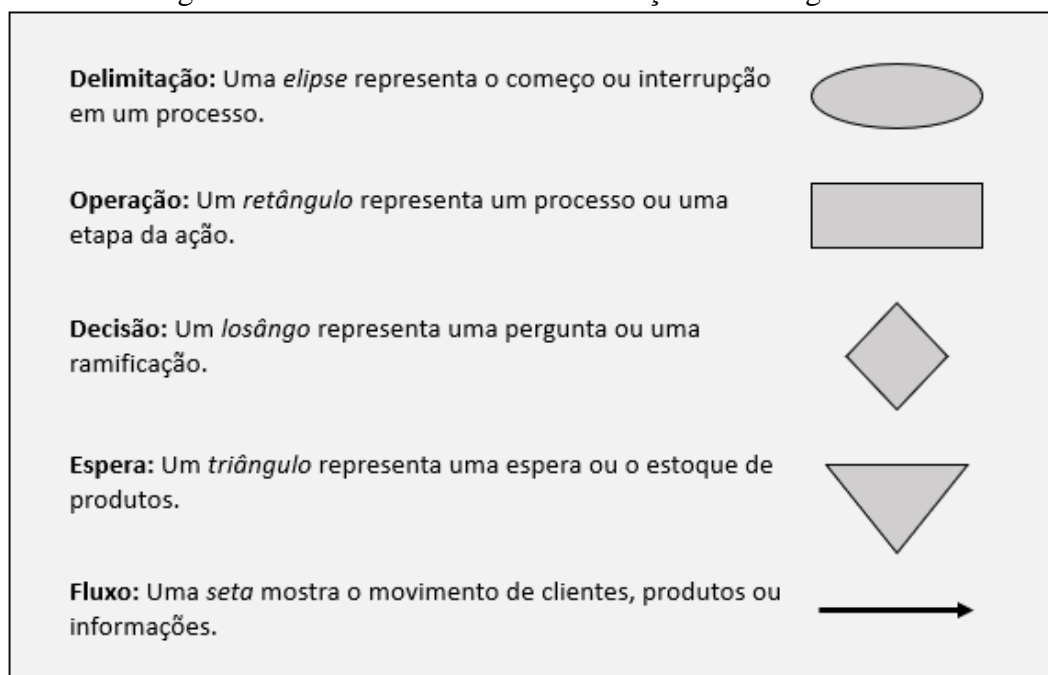 Delimitação: Uma elipse representa o começo ou interrupção
em um processo.
Operação: Um retângulo representa um processo ou uma
etapa da ação.
Decisão: Um losângo representa uma pergunta ou uma
ramificação.
Espera: Um triângulo representa uma espera ou o estoque de
produtos.
Fluxo: Uma seta mostra o movimento de clientes, produtos ou
informações.